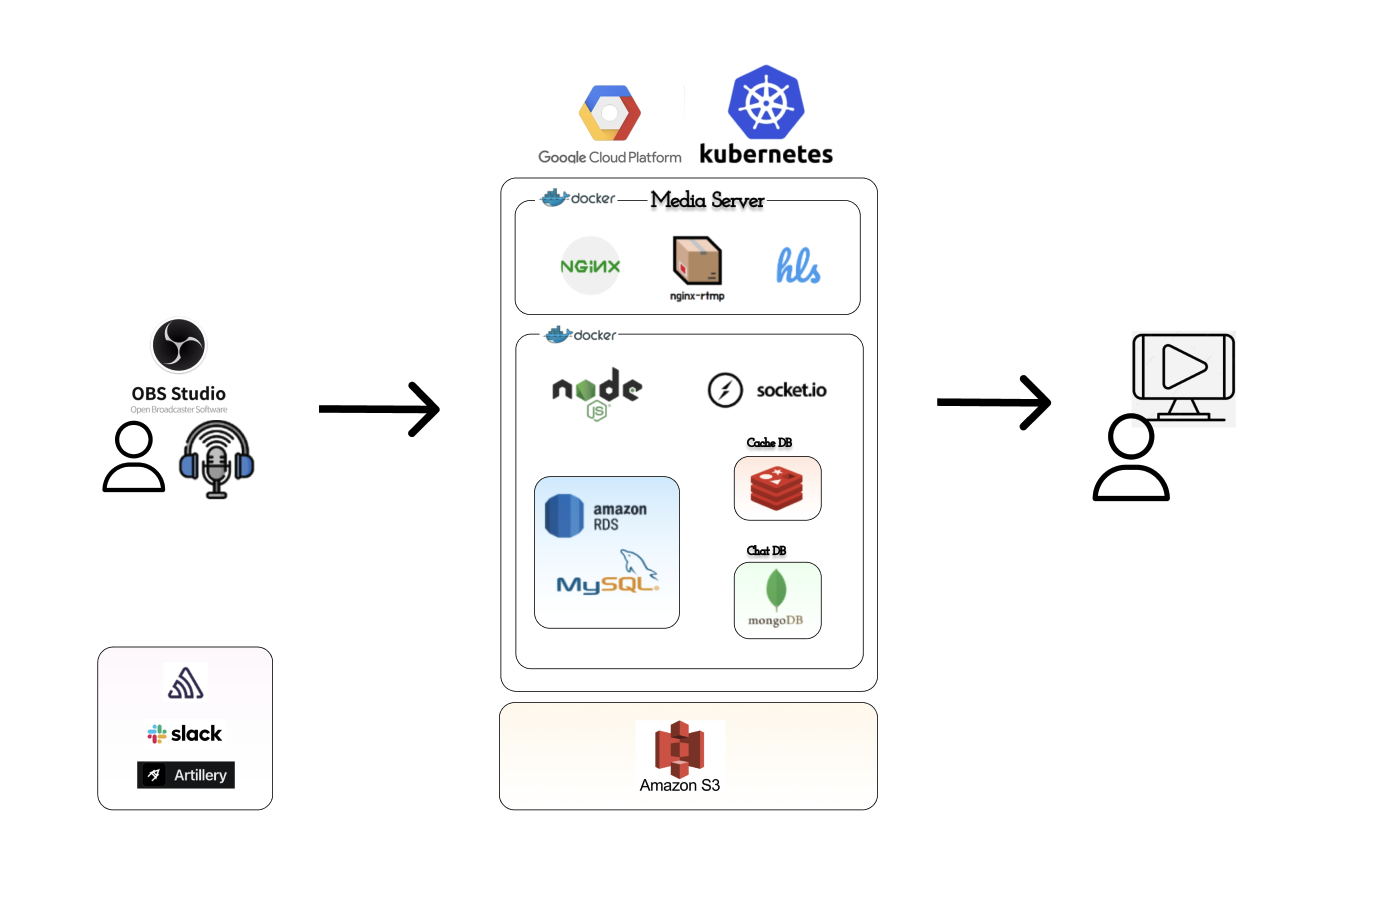 Google Cloud Platform
kubernetes
docker
Media Server
NGiNX
nginx-rtmp
hls
docker
node
JS
socket.io
Cache DB
amazon
RDS
MySQL
Chat DB
mongoDB
OBS Studio
Open Broadcaster Software
slack
Artillery
Amazon S3